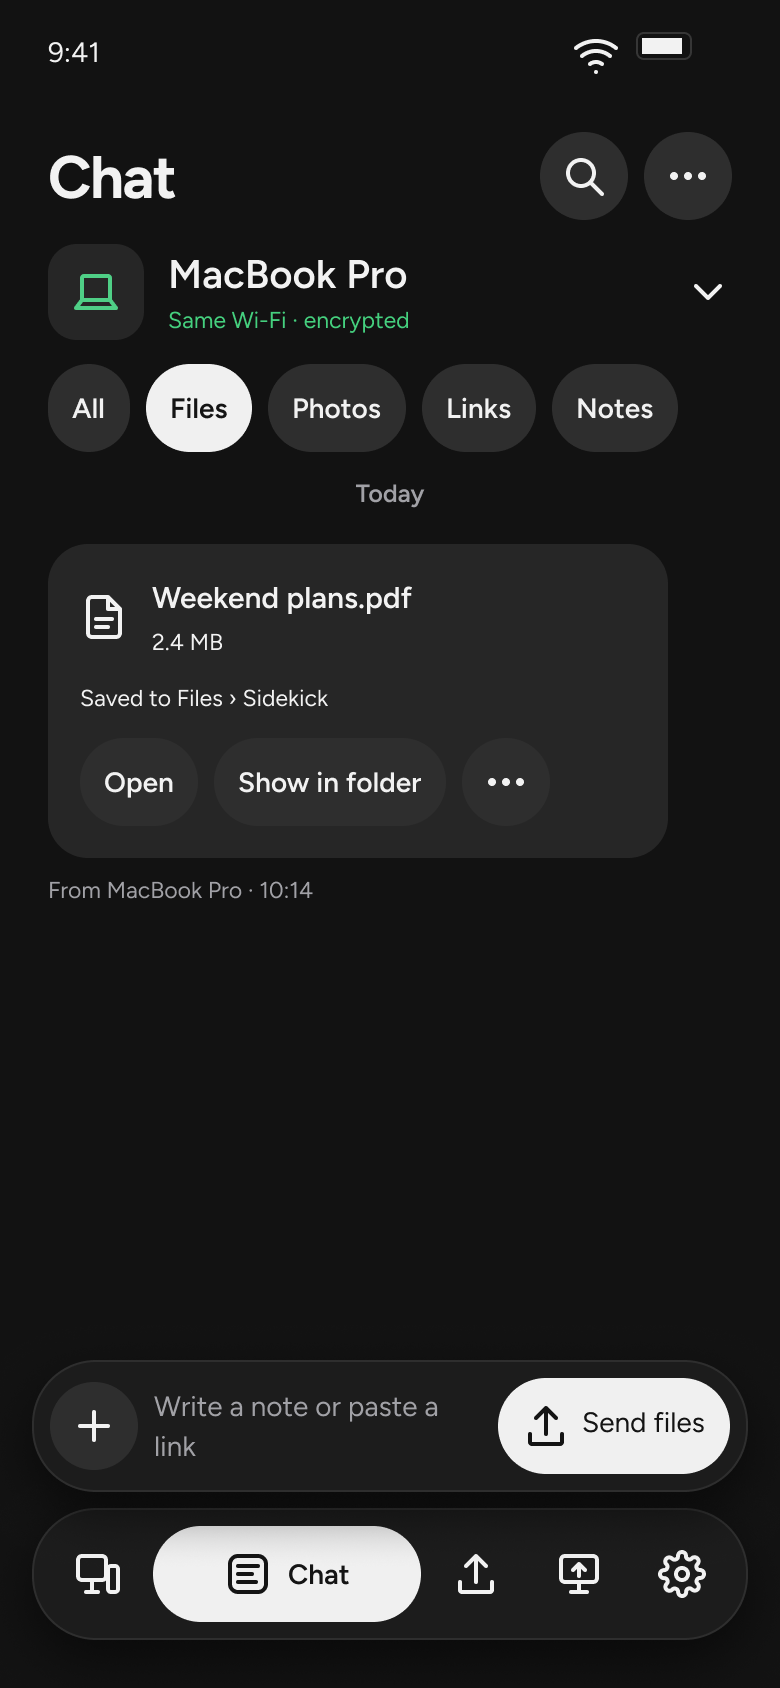 9:41
Chat
MacBook Pro
Same Wi-Fi · encrypted
All Files Photos Links Notes
Today
Weekend plans.pdf
2.4 MB
Saved to Files › Sidekick
Open Show in folder
From MacBook Pro · 10:14
Write a note or paste a
link
Send files
Chat